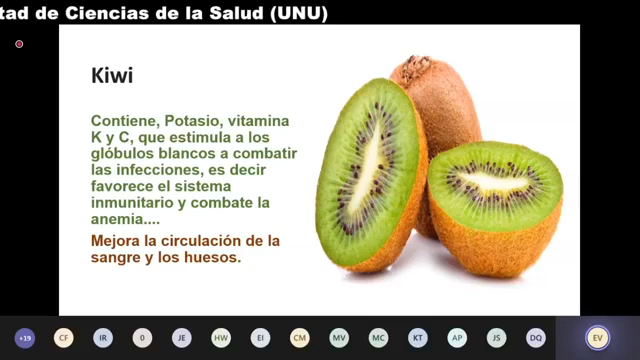 tad de Ciencias de la Salud (UNU)
Kiwi
Contiene, Potasio, vitamina
K y C, que estimula a los
glóbulos blancos a combatir
las infecciones, es decir
favorece el sistema
inmunitario y combate la
anemia....
Mejora la circulación de la
sangre y los huesos.
+19 CF IR 0 JE HW EI CM MV MC KT AP JS DQ EV